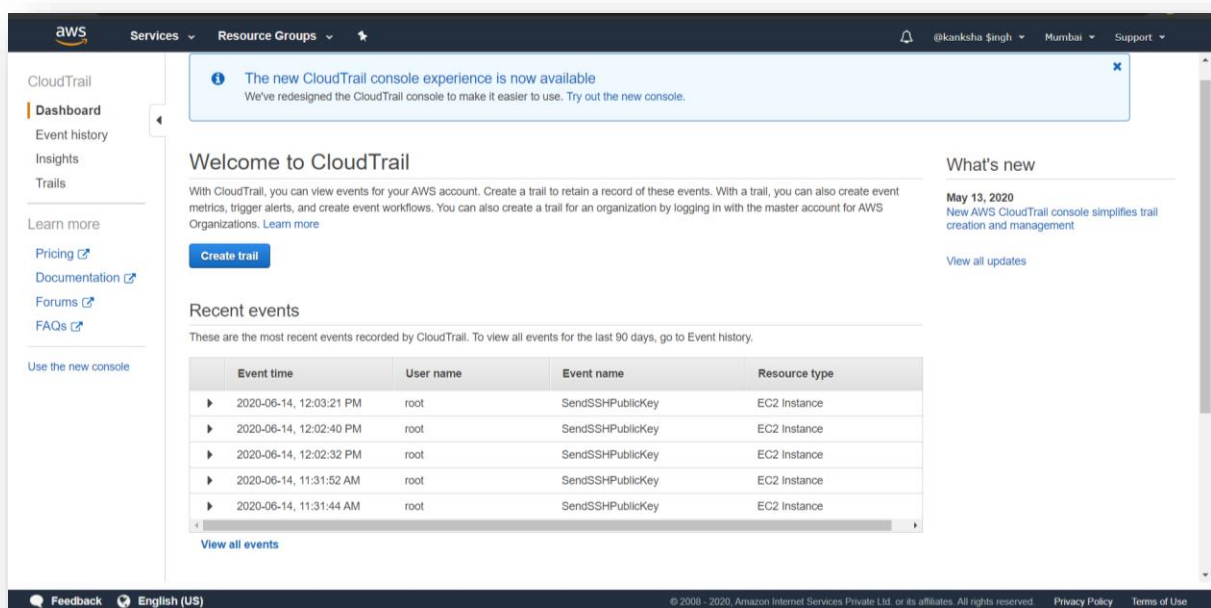 aws
Services
Resource Groups
@kanksha $ingh
Mumbai
Support
CloudTrail
Dashboard
Event history
Insights
Trails
Learn more
Pricing
Documentation
Forums
FAQs
Use the new console
The new CloudTrail console experience is now available
We've redesigned the CloudTrail console to make it easier to use. Try out the new console.
Welcome to CloudTrail
With CloudTrail, you can view events for your AWS account. Create a trail to retain a record of these events. With a trail, you can also create event
metrics, trigger alerts, and create event workflows. You can also create a trail for an organization by logging in with the master account for AWS
Organizations. Learn more
Create trail
Recent events
These are the most recent events recorded by CloudTrail. To view all events for the last 90 days, go to Event history.
Event time User name Event name Resource type
2020-06-14, 12:03:21 PM root SendSSHPublicKey EC2 Instance
2020-06-14, 12:02:40 PM root SendSSHPublicKey EC2 Instance
2020-06-14, 12:02:32 PM root SendSSHPublicKey EC2 Instance
2020-06-14, 11:31:52 AM root SendSSHPublicKey EC2 Instance
2020-06-14, 11:31:44 AM root SendSSHPublicKey EC2 Instance
View all events
What's new
May 13, 2020
New AWS CloudTrail console simplifies trail
creation and management
View all updates
Feedback
English (US)
© 2008 - 2020, Amazon Internet Services Private Ltd. or its affiliates. All rights reserved.
Privacy Policy
Terms of Use